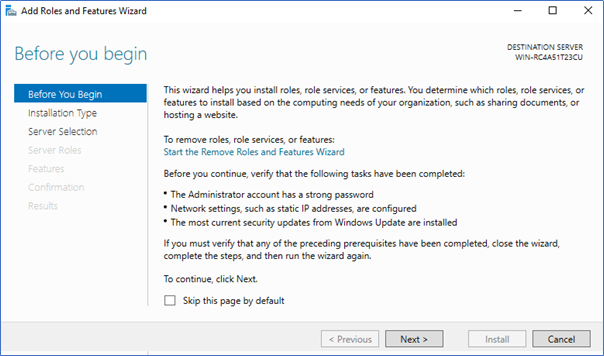 Add Roles and Features Wizard
Before you begin
DESTINATION SERVER
WIN-RC4A51T23CU
Before You Begin
Installation Type
Server Selection
Server Roles
Features
Confirmation
Results
This wizard helps you install roles, role services, or features. You determine which roles, role services, or
features to install based on the computing needs of your organization, such as sharing documents, or
hosting a website.
To remove roles, role services, or features:
Start the Remove Roles and Features Wizard
Before you continue, verify that the following tasks have been completed:
• The Administrator account has a strong password
• Network settings, such as static IP addresses, are configured
• The most current security updates from Windows Update are installed
If you must verify that any of the preceding prerequisites have been completed, close the wizard,
complete the steps, and then run the wizard again.
To continue, click Next.
Skip this page by default
< Previous
Next >
Install
Cancel